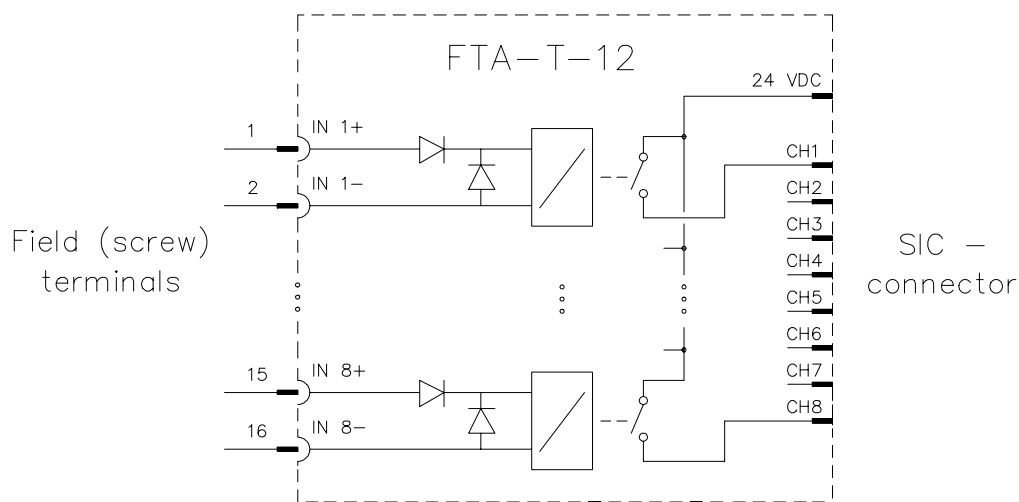 FTA-T-12
24 VDC
1
IN 1+
CH1
2
IN 1-
CH2
CH3
Field (screw)
terminals
SIC -
connector
CH4
CH5
CH6
15
IN 8+
CH7
16
IN 8-
CH8